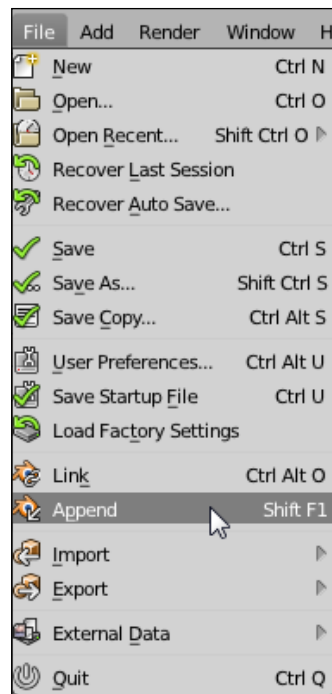 File Add Render Window H
New Ctrl N
Open... Ctrl O
Open Recent... Shift Ctrl O
Recover Last Session
Recover Auto Save...
Save Ctrl S
Save As... Shift Ctrl S
Save Copy... Ctrl Alt S
User Preferences... Ctrl Alt U
Save Startup File Ctrl U
Load Factory Settings
Link Ctrl Alt O
Append Shift F1
Import
Export
External Data
Quit Ctrl Q